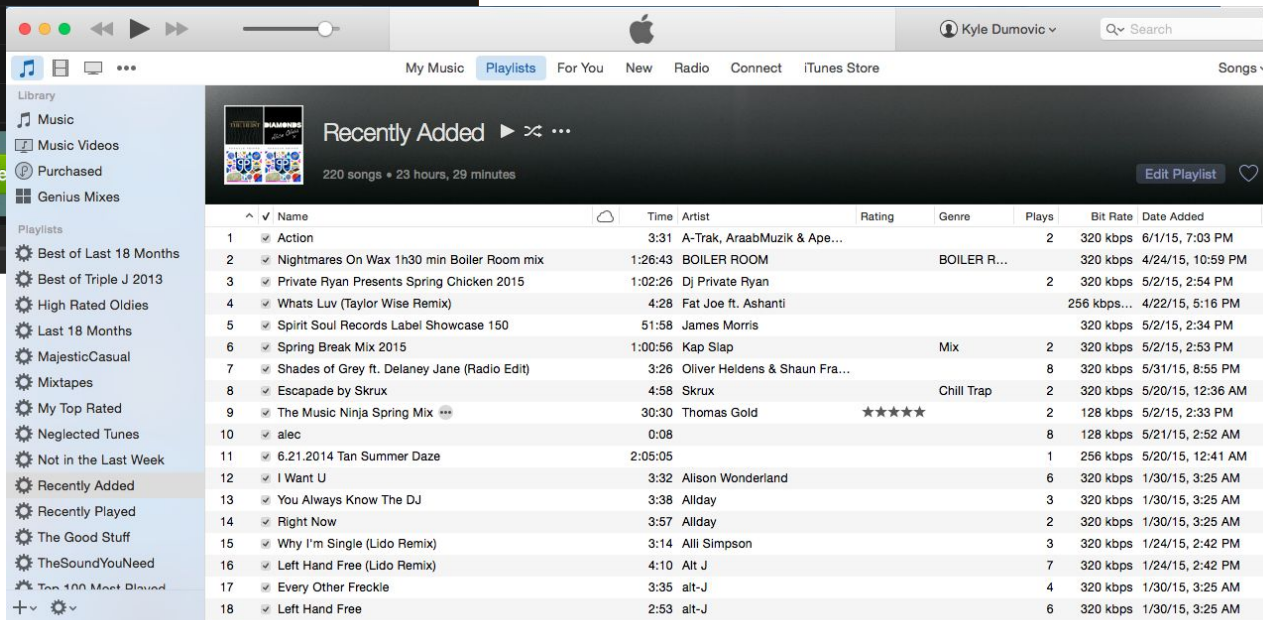 Kyle Dumovic
Search
My Music Playlists For You New Radio Connect iTunes Store Songs
Library
Music
Music Videos
Purchased
Genius Mixes
Playlists
Best of Last 18 Months
Best of Triple J 2013
High Rated Oldies
Last 18 Months
MajesticCasual
Mixtapes
My Top Rated
Neglected Tunes
Not in the Last Week
Recently Added
Recently Played
The Good Stuff
TheSoundYouNeed
Top 100 Most Played
THE HEIST
DIAMONDS
Recently Added
220 songs • 23 hours, 29 minutes
Edit Playlist
Name Time Artist Rating Genre Plays Bit Rate Date Added
1 Action 3:31 A-Trak, AraabMuzik & Ape... 2 320 kbps 6/1/15, 7:03 PM
2 Nightmares On Wax 1h30 min Boiler Room mix 1:26:43 BOILER ROOM BOILER R... 320 kbps 4/24/15, 10:59 PM
3 Private Ryan Presents Spring Chicken 2015 1:02:26 Dj Private Ryan 2 320 kbps 5/2/15, 2:54 PM
4 Whats Luv (Taylor Wise Remix) 4:28 Fat Joe ft. Ashanti 256 kbps... 4/22/15, 5:16 PM
5 Spirit Soul Records Label Showcase 150 51:58 James Morris 320 kbps 5/2/15, 2:34 PM
6 Spring Break Mix 2015 1:00:56 Kap Slap Mix 2 320 kbps 5/2/15, 2:53 PM
7 Shades of Grey ft. Delaney Jane (Radio Edit) 3:26 Oliver Heldens & Shaun Fra... 8 320 kbps 5/31/15, 8:55 PM
8 Escapade by Skrux 4:58 Skrux Chill Trap 2 320 kbps 5/20/15, 12:36 AM
9 The Music Ninja Spring Mix ••• 30:30 Thomas Gold ★★★★★ 2 128 kbps 5/2/15, 2:33 PM
10 alec 0:08 8 128 kbps 5/21/15, 2:52 AM
11 6.21.2014 Tan Summer Daze 2:05:05 1 256 kbps 5/20/15, 12:41 AM
12 I Want U 3:32 Alison Wonderland 6 320 kbps 1/30/15, 3:25 AM
13 You Always Know The DJ 3:38 Allday 3 320 kbps 1/30/15, 3:25 AM
14 Right Now 3:57 Allday 2 320 kbps 1/30/15, 3:25 AM
15 Why I'm Single (Lido Remix) 3:14 Alli Simpson 3 320 kbps 1/24/15, 2:42 PM
16 Left Hand Free (Lido Remix) 4:10 Alt J 7 320 kbps 1/24/15, 2:42 PM
17 Every Other Freckle 3:35 alt-J 4 320 kbps 1/30/15, 3:25 AM
18 Left Hand Free 2:53 alt-J 6 320 kbps 1/30/15, 3:25 AM